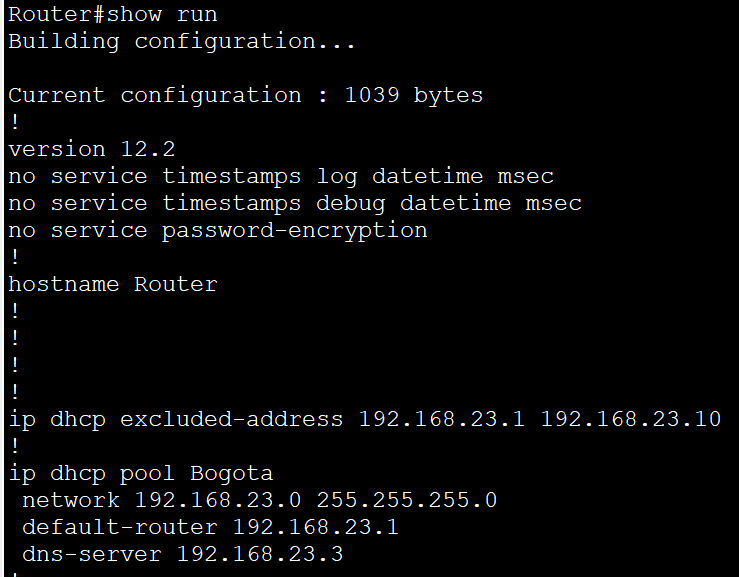 Router#show run
Building configuration...
Current configuration : 1039 bytes
!
version 12.2
no service timestamps log datetime msec
no service timestamps debug datetime msec
no service password-encryption
!
hostname Router
!
!
!
!
ip dhcp excluded-address 192.168.23.1 192.168.23.10
!
ip dhcp pool Bogota
 network 192.168.23.0 255.255.255.0
 default-router 192.168.23.1
 dns-server 192.168.23.3
!